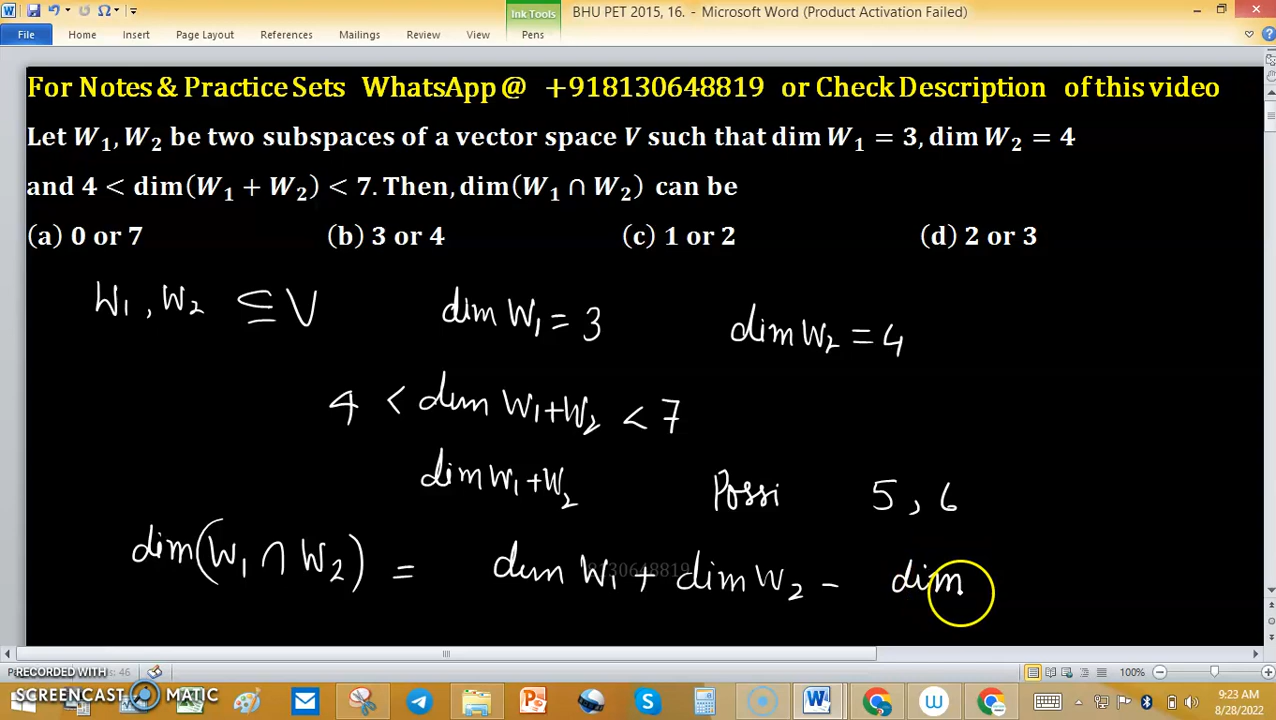 Ink Tools
BHU PET 2015, 16. - Microsoft Word (Product Activation Failed)
File Home Insert Page Layout References Mailings Review View Pens
For Notes & Practice Sets WhatsApp @ +918130648819 or Check Description of this video
Let W₁, W₂ be two subspaces of a vector space V such that dim W₁ = 3, dim W₂ = 4
and 4 < dim(W₁ + W₂) < 7. Then, dim(W₁ ∩ W₂) can be
(a) 0 or 7 (b) 3 or 4 (c) 1 or 2 (d) 2 or 3
W₁, W₂ ⊆ V dim W₁ = 3 dim W₂ = 4
4 < dim W₁+W₂ < 7
dim W₁+W₂ Possi 5, 6
dim(W₁ ∩ W₂) = dim W₁ + dim W₂ - dim
8130648819
RECORDED WITH : 46 100%
SCREENCAST MATIC
9:23 AM
8/28/2022